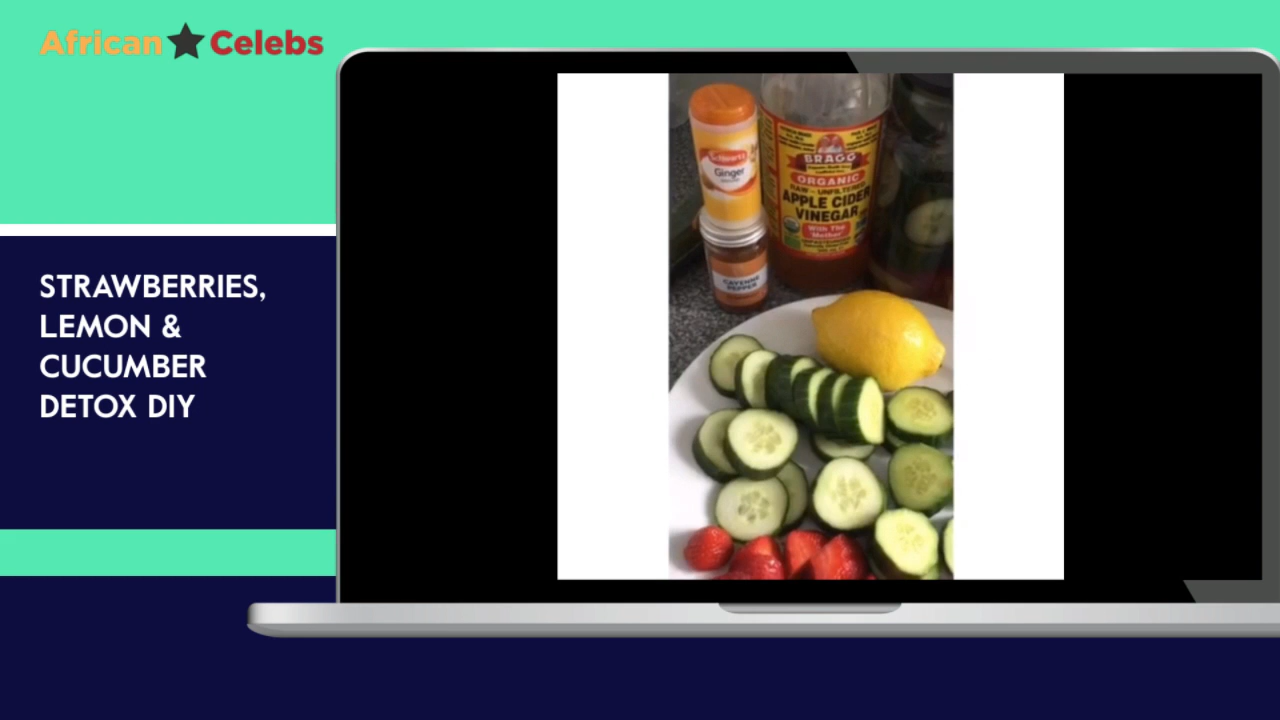 African Celebs
STRAWBERRIES,
LEMON &
CUCUMBER
DETOX DIY
Schwartz
Ginger
BRAGG
ORGANIC
RAW - UNFILTERED
APPLE CIDER
VINEGAR
With The
Mother
CAYENNE
PEPPER